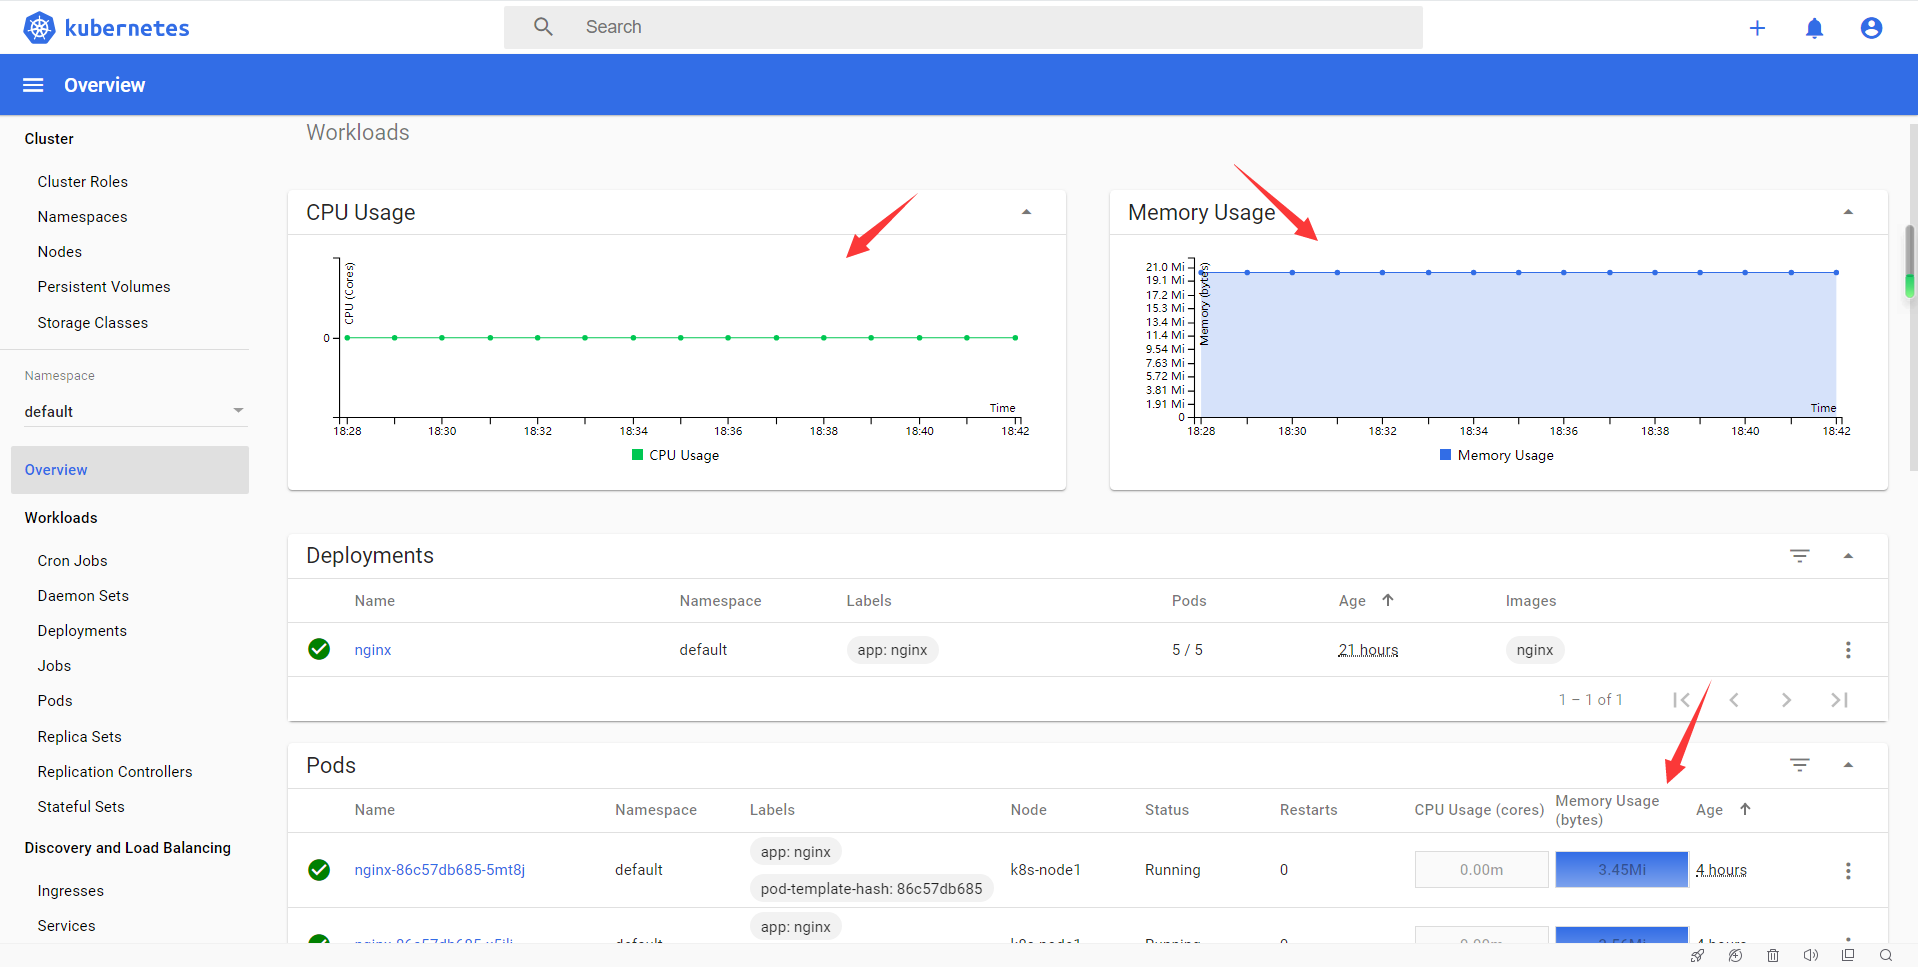 kubernetes
Search
Overview
Cluster
Cluster Roles
Namespaces
Nodes
Persistent Volumes
Storage Classes
Namespace
default
Overview
Workloads
Cron Jobs
Daemon Sets
Deployments
Jobs
Pods
Replica Sets
Replication Controllers
Stateful Sets
Discovery and Load Balancing
Ingresses
Services
Workloads
CPU Usage
CPU (Cores)
0
Time
18:28 18:30 18:32 18:34 18:36 18:38 18:40 18:42
CPU Usage
Memory Usage
Memory (bytes)
21.0 Mi
19.1 Mi
17.2 Mi
15.3 Mi
13.4 Mi
11.4 Mi
9.54 Mi
7.63 Mi
5.72 Mi
3.81 Mi
1.91 Mi
0
Time
18:28 18:30 18:32 18:34 18:36 18:38 18:40 18:42
Memory Usage
Deployments
Name Namespace Labels Pods Age Images
nginx default app: nginx 5 / 5 21 hours nginx
1 – 1 of 1
Pods
Name Namespace Labels Node Status Restarts CPU Usage (cores) Memory Usage (bytes) Age
nginx-86c57db685-5mt8j default app: nginx k8s-node1 Running 0 0.00m 3.45Mi 4 hours
pod-template-hash: 86c57db685
app: nginx
default Running 0 0.00m 4 hours